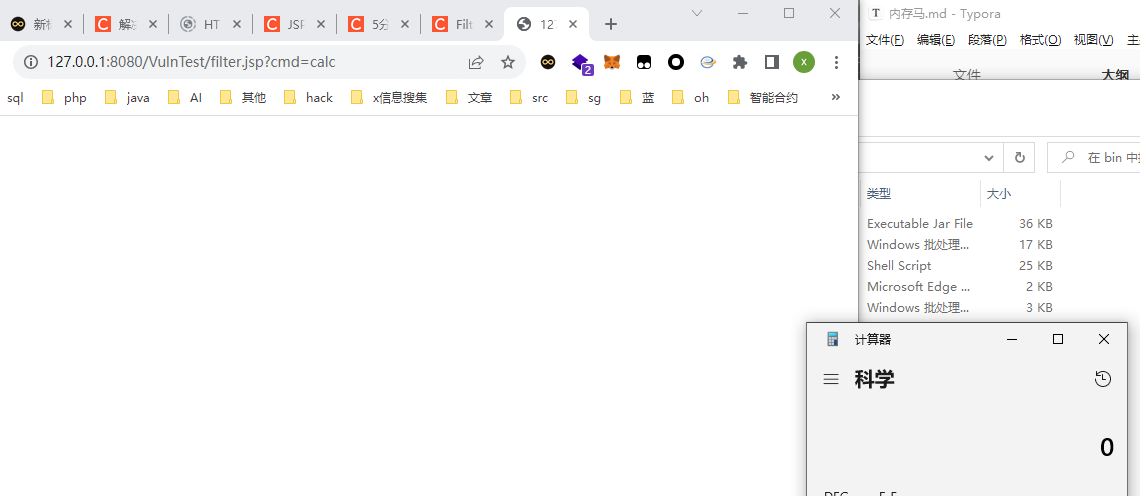 新 解 HT JSF 5分 Filt 12
127.0.0.1:8080/VulnTest/filter.jsp?cmd=calc
2
x
sql php java AI 其他 hack x信息搜集 文章 src sg 蓝 oh 智能合约 »
T 内存马.md - Typora
文件(F) 编辑(E) 段落(P) 格式(O) 视图(V) 主
文件 大纲
在 bin 中
类型 大小
Executable Jar File 36 KB
Windows 批处理... 17 KB
Shell Script 25 KB
Microsoft Edge ... 2 KB
Windows 批处理... 3 KB
计算器
科学
0